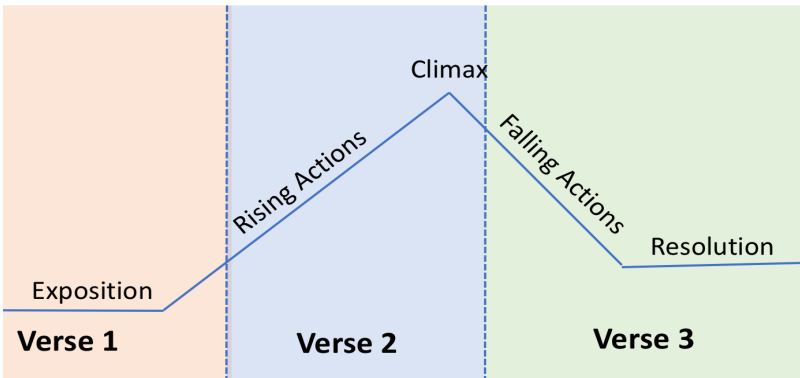 Climax
Rising Actions
Falling Actions
Exposition
Resolution
Verse 1
Verse 2
Verse 3